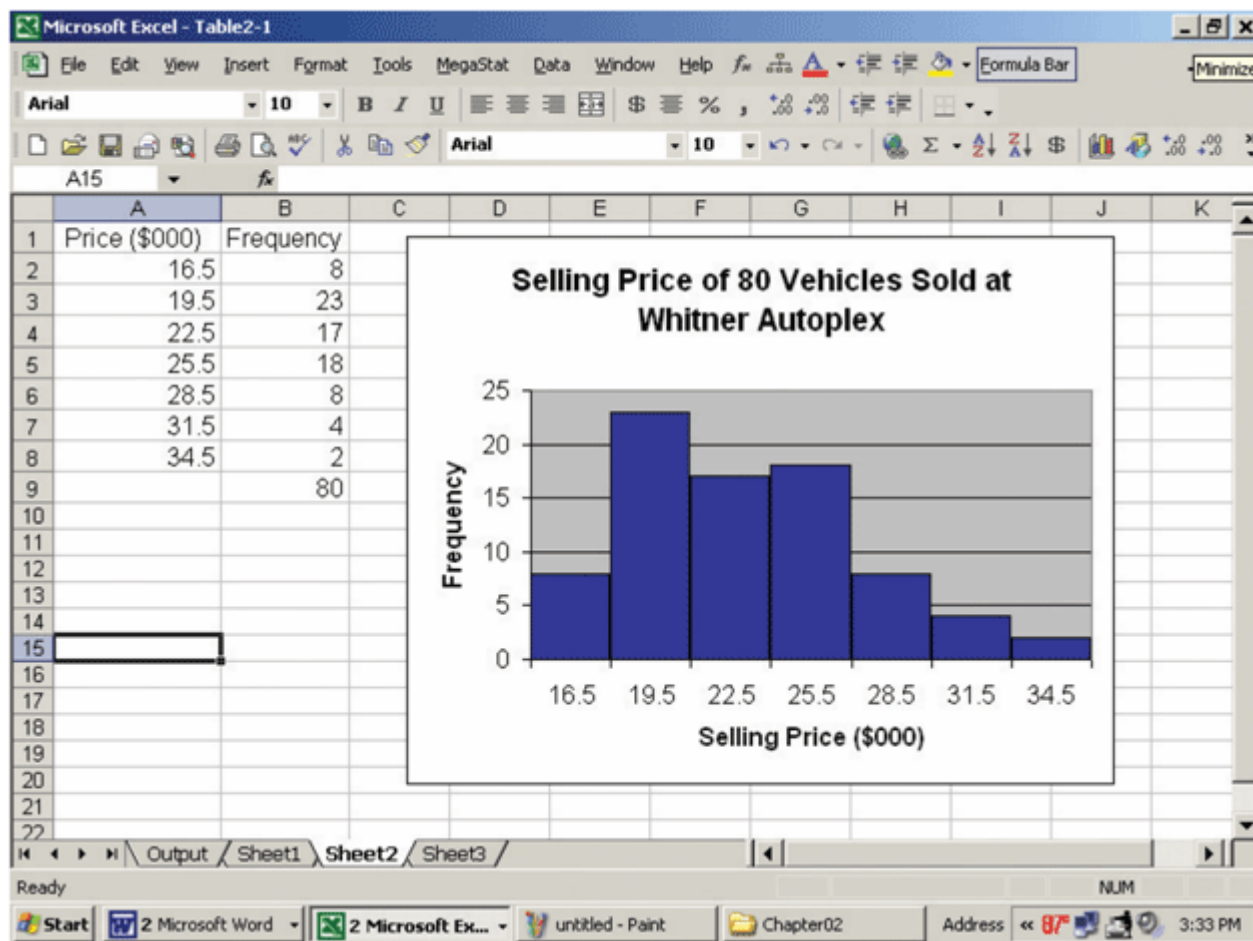 Microsoft Excel - Table2-1
File Edit View Insert Format Tools MegaStat Data Window Help Formula Bar
Minimize
Arial 10 B I U $ % ,
Arial 10 Σ $
A15 fx
A B C D E F G H I J K
1 Price ($000) Frequency
2 16.5 8
3 19.5 23
4 22.5 17
5 25.5 18
6 28.5 8
7 31.5 4
8 34.5 2
9 80
10
11
12
13
14
15
16
17
18
19
20
21
22
Selling Price of 80 Vehicles Sold at
Whitner Autoplex
Frequency
25
20
15
10
5
0
16.5 19.5 22.5 25.5 28.5 31.5 34.5
Selling Price ($000)
Output Sheet1 Sheet2 Sheet3
Ready NUM
Start 2 Microsoft Word 2 Microsoft Ex... untitled - Paint Chapter02 Address « 87° 3:33 PM